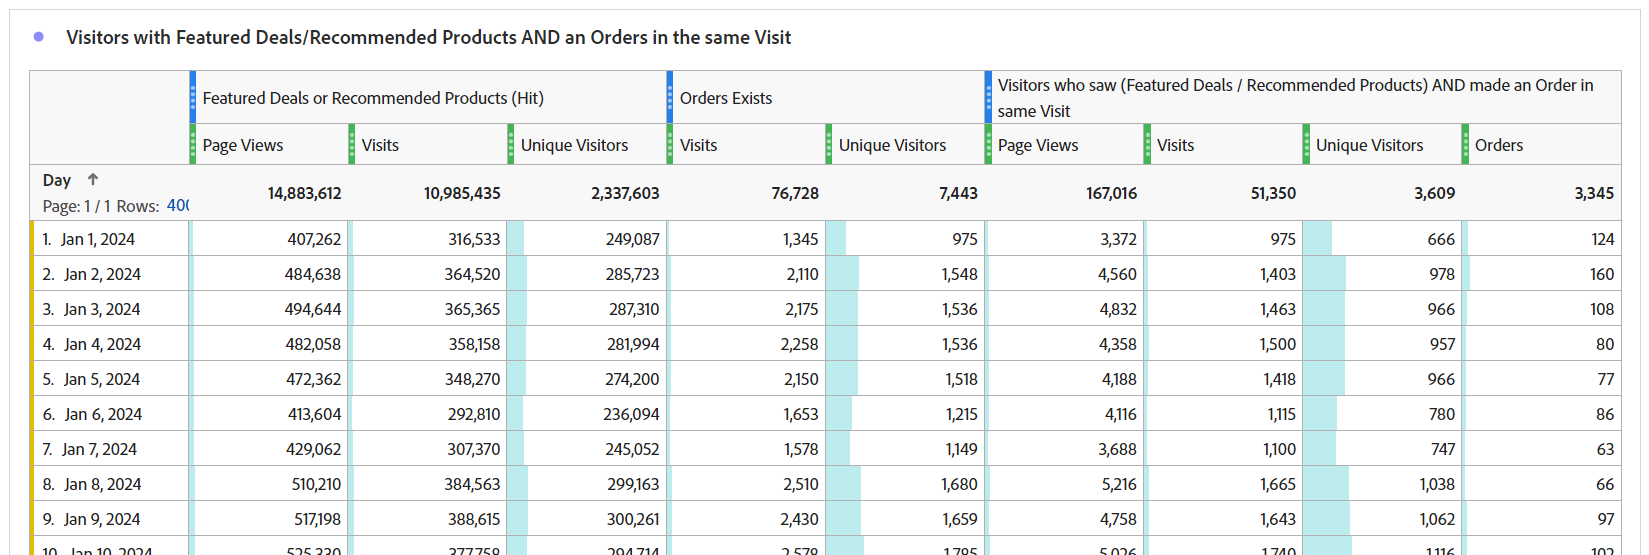 Visitors with Featured Deals/Recommended Products AND an Orders in the same Visit
Featured Deals or Recommended Products (Hit) Orders Exists Visitors who saw (Featured Deals / Recommended Products) AND made an Order in
same Visit
Page Views Visits Unique Visitors Visits Unique Visitors Page Views Visits Unique Visitors Orders
Day ↑
Page: 1 / 1 Rows: 400 14,883,612 10,985,435 2,337,603 76,728 7,443 167,016 51,350 3,609 3,345
1. Jan 1, 2024 407,262 316,533 249,087 1,345 975 3,372 975 666 124
2. Jan 2, 2024 484,638 364,520 285,723 2,110 1,548 4,560 1,403 978 160
3. Jan 3, 2024 494,644 365,365 287,310 2,175 1,536 4,832 1,463 966 108
4. Jan 4, 2024 482,058 358,158 281,994 2,258 1,536 4,358 1,500 957 80
5. Jan 5, 2024 472,362 348,270 274,200 2,150 1,518 4,188 1,418 966 77
6. Jan 6, 2024 413,604 292,810 236,094 1,653 1,215 4,116 1,115 780 86
7. Jan 7, 2024 429,062 307,370 245,052 1,578 1,149 3,688 1,100 747 63
8. Jan 8, 2024 510,210 384,563 299,163 2,510 1,680 5,216 1,665 1,038 66
9. Jan 9, 2024 517,198 388,615 300,261 2,430 1,659 4,758 1,643 1,062 97
10. Jan 10, 2024 525,330 377,758 294,714 2,578 1,785 5,026 1,740 1,116 102